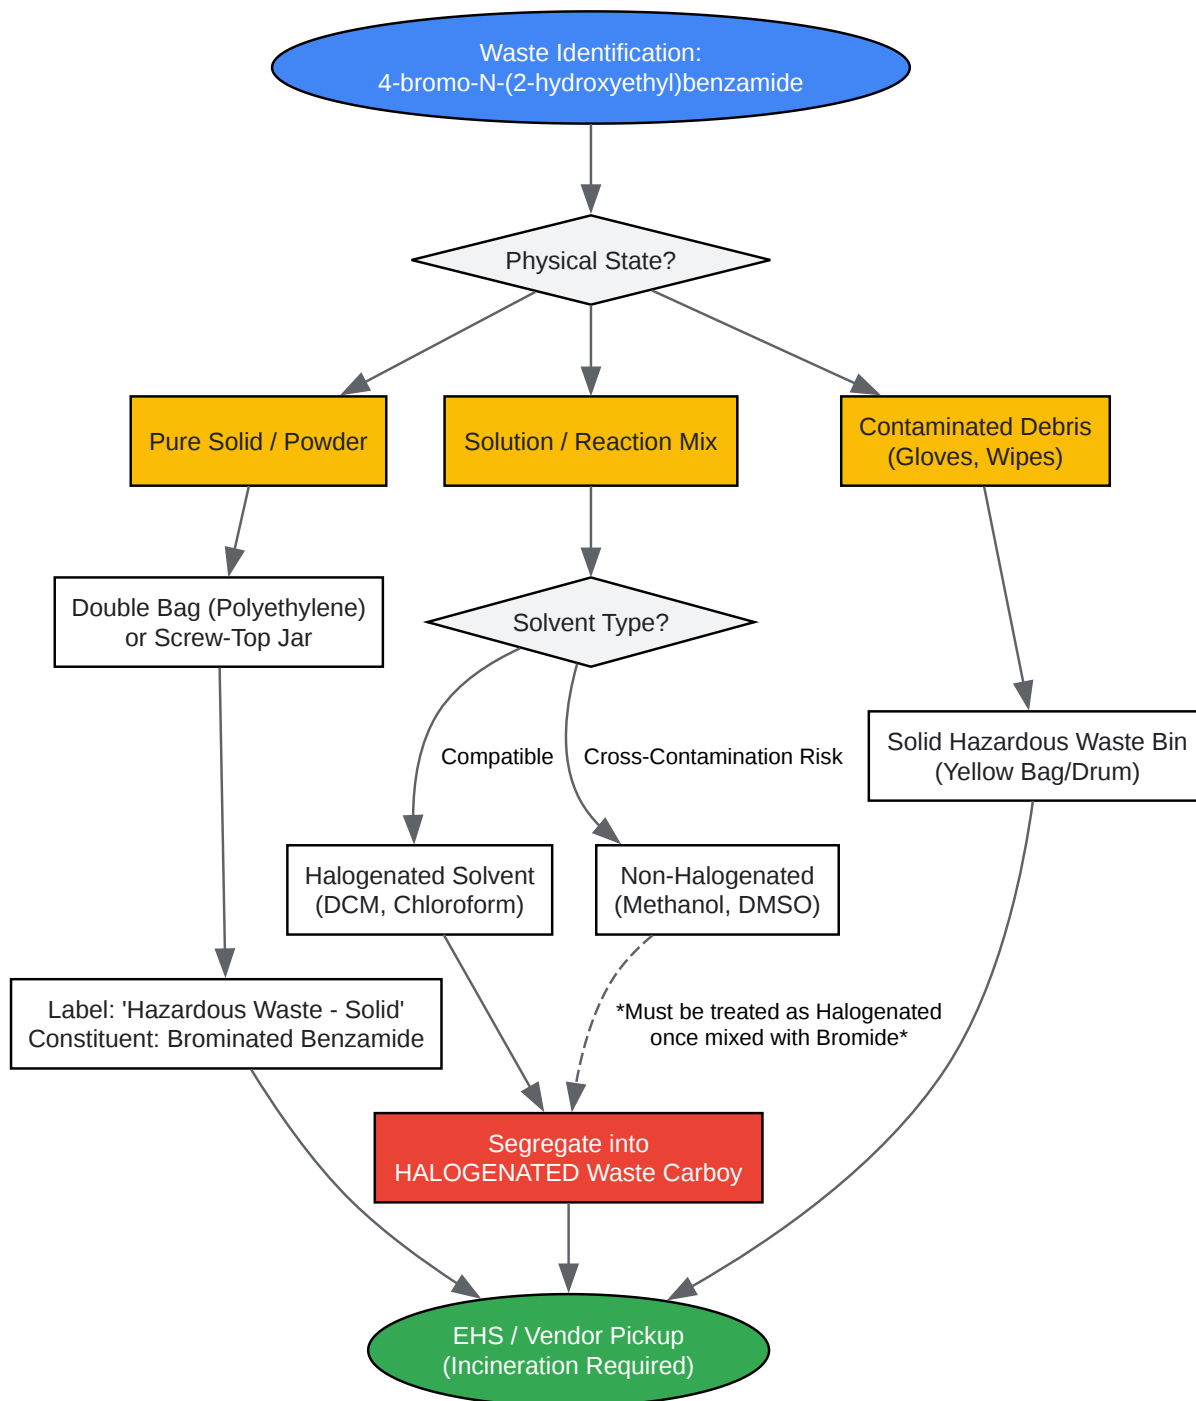 Waste Identification:
4-bromo-N-(2-hydroxyethyl)benzamide
Physical State?
Pure Solid / Powder
Solution / Reaction Mix
Contaminated Debris
(Gloves, Wipes)
Double Bag (Polyethylene)
or Screw-Top Jar
Solvent Type?
Solid Hazardous Waste Bin
(Yellow Bag/Drum)
Compatible
Cross-Contamination Risk
Halogenated Solvent
(DCM, Chloroform)
Non-Halogenated
(Methanol, DMSO)
Label: 'Hazardous Waste - Solid'
Constituent: Brominated Benzamide
*Must be treated as Halogenated
once mixed with Bromide*
Segregate into
HALOGENATED Waste Carboy
EHS / Vendor Pickup
(Incineration Required)